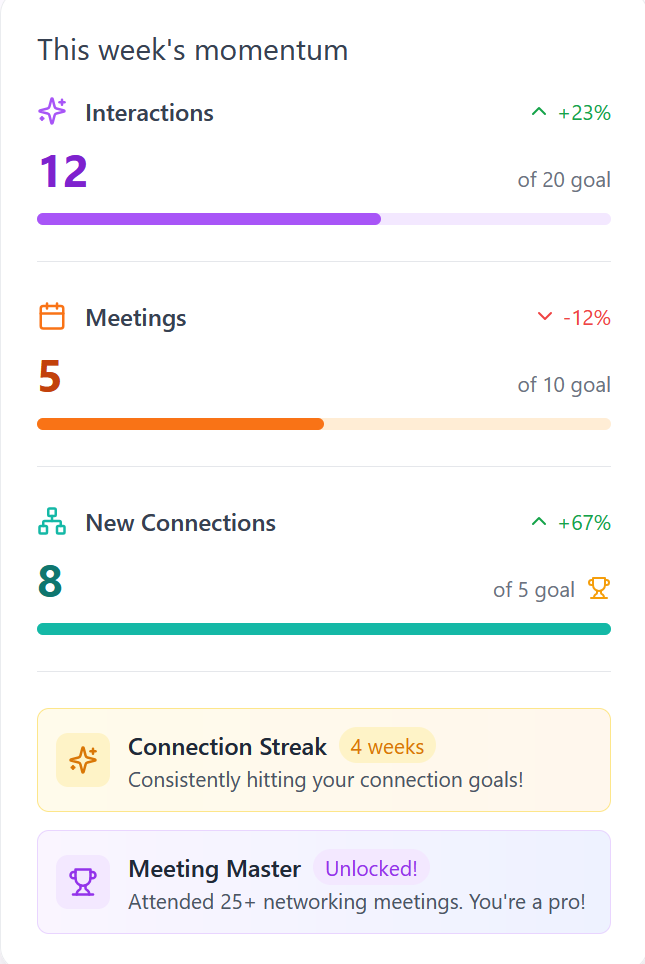 This week's momentum
Interactions +23%
12 of 20 goal
Meetings -12%
5 of 10 goal
New Connections +67%
8 of 5 goal
Connection Streak 4 weeks
Consistently hitting your connection goals!
Meeting Master Unlocked!
Attended 25+ networking meetings. You're a pro!